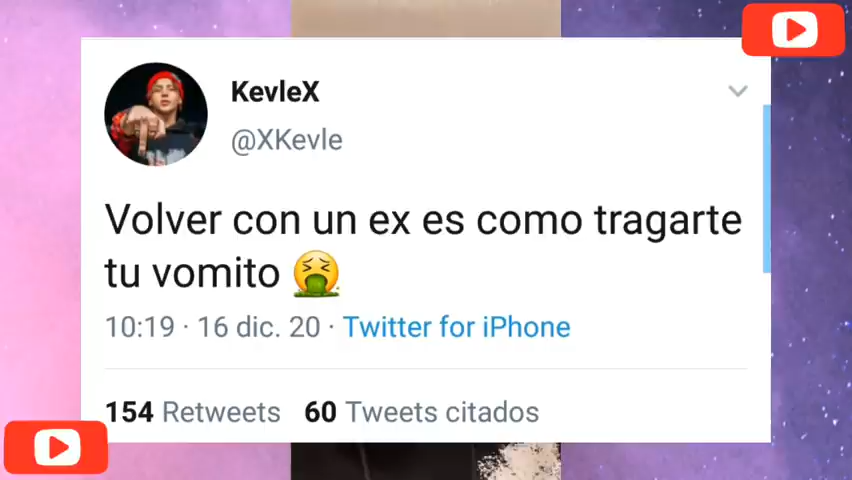 KevleX
@XKevle
Volver con un ex es como tragarte
tu vomito 🤮
10:19 · 16 dic. 20 · Twitter for iPhone
154 Retweets 60 Tweets citados